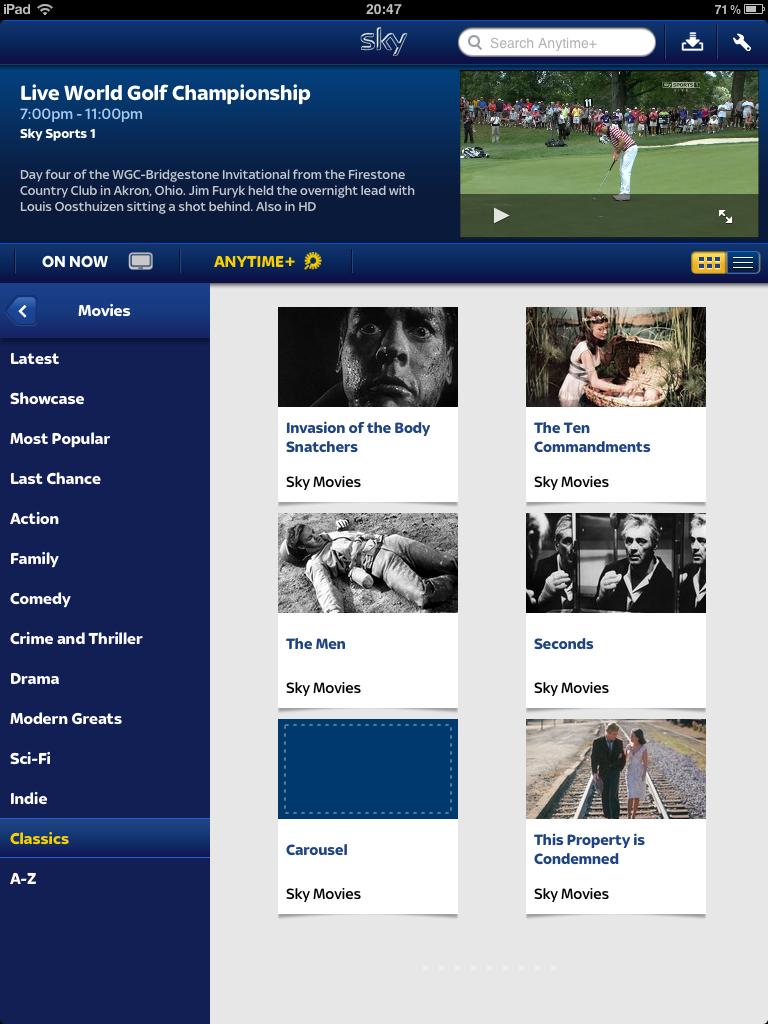 iPad
20:47
71 %
sky
Search Anytime+
Live World Golf Championship
7:00pm - 11:00pm
Sky Sports 1
Day four of the WGC-Bridgestone Invitational from the Firestone
Country Club in Akron, Ohio. Jim Furyk held the overnight lead with
Louis Oosthuizen sitting a shot behind. Also in HD
SPORTS 1
11
ON NOW
ANYTIME+
Movies
Latest
Showcase
Most Popular
Last Chance
Action
Family
Comedy
Crime and Thriller
Drama
Modern Greats
Sci-Fi
Indie
Classics
A-Z
Invasion of the Body
Snatchers
Sky Movies
The Ten
Commandments
Sky Movies
The Men
Sky Movies
Seconds
Sky Movies
Carousel
Sky Movies
This Property is
Condemned
Sky Movies